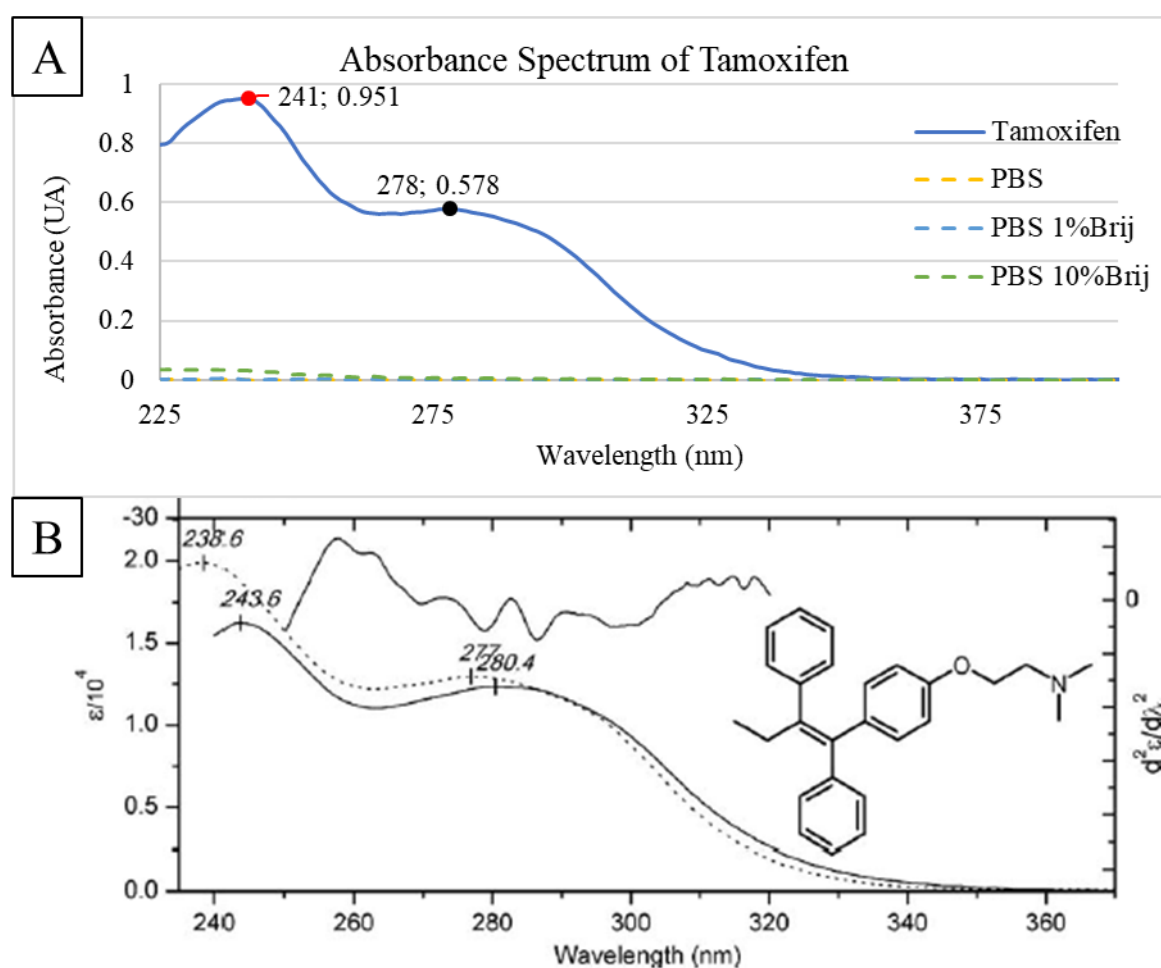 A
Absorbance Spectrum of Tamoxifen
1
241; 0.951
Tamoxifen
0.8
278; 0.578
PBS
0.6
PBS 1%Brij
0.4
PBS 10%Brij
0.2
0
Absorbance (UA)
225
275
325
375
Wavelength (nm)
B
-30
238.6
2.0
243.6
0
1.5
277
280.4
O
N
1.0
0.5
0.0
ε/10⁴
d²ε/dλ²
240
260
280
300
320
340
360
Wavelength (nm)